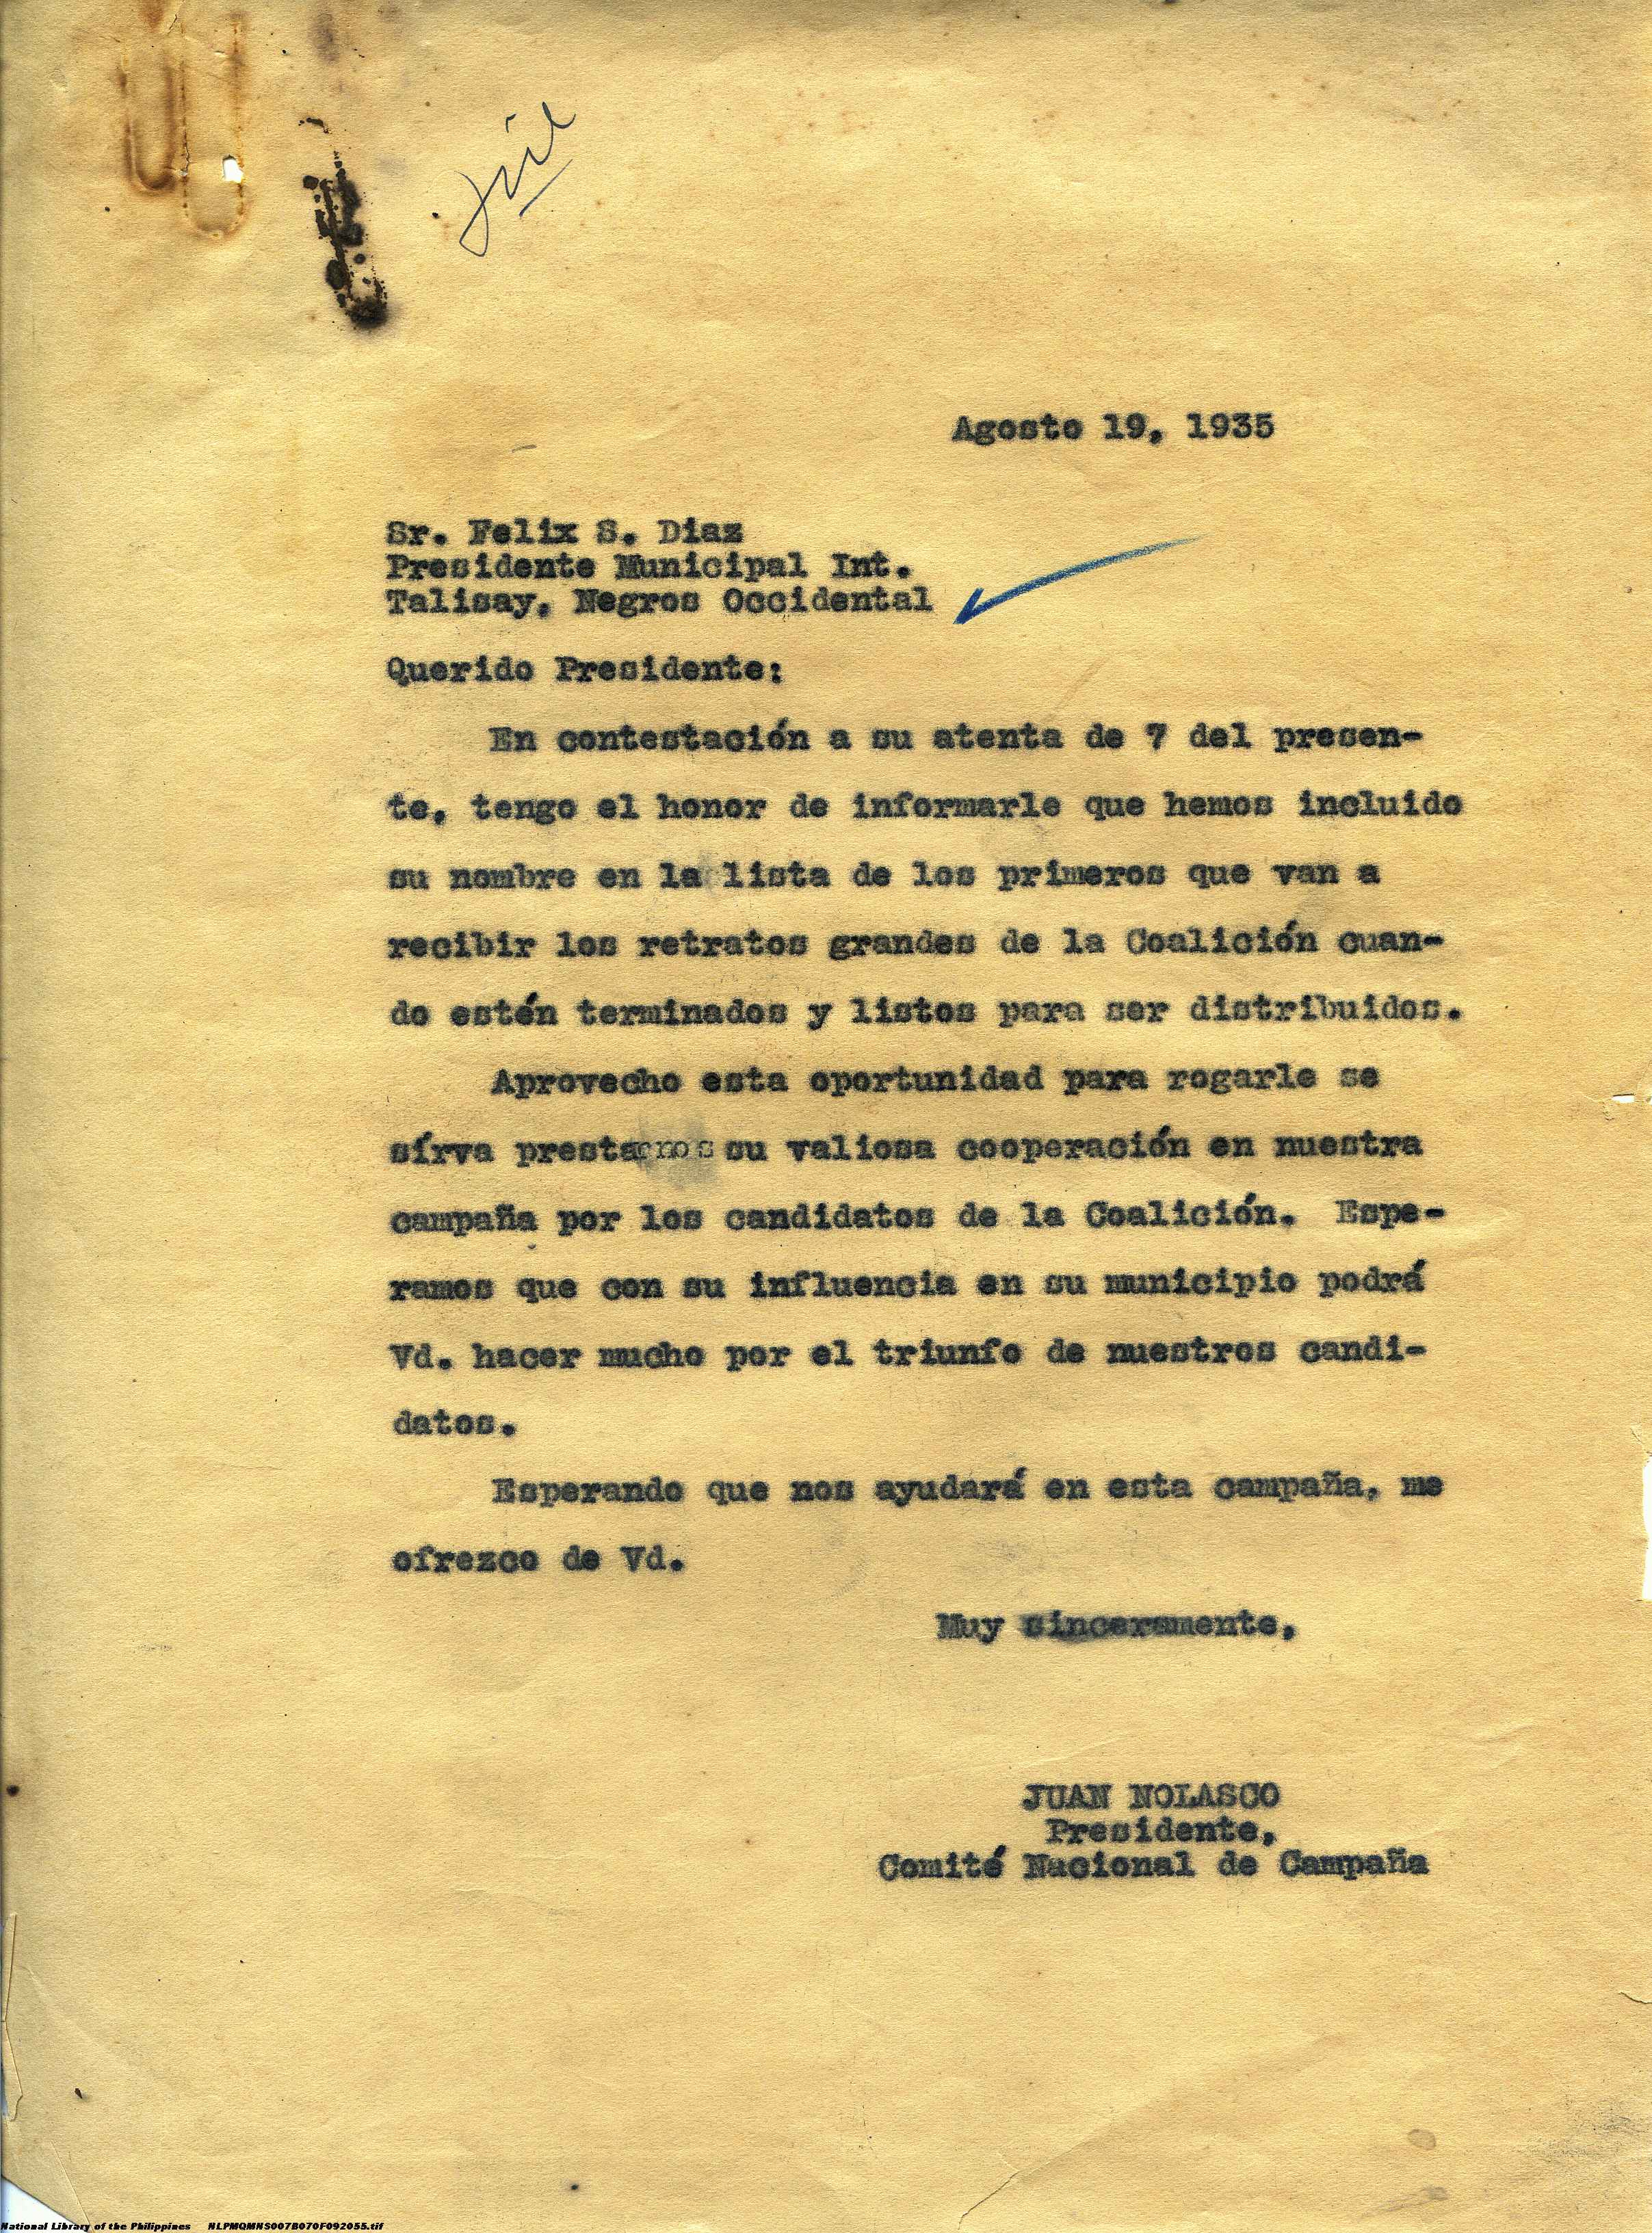 file
Agosto 19, 1935
Sr. Felix S. Diaz
Presidente Municipal Int.
Talisay, Negros Occidental
Querido Presidente:
En contestación a su atenta de 7 del presen-
te, tengo el honor de informarle que hemos incluido
su nombre en la lista de los primeros que van a
recibir los retratos grandes de la Coalición cuan-
do estén terminados y listos para ser distribuidos.
Aprovecho esta oportunidad para rogarle se
sírva prestarnos su valiosa cooperación en nuestra
campaña por los candidatos de la Coalición. Espe-
ramos que con su influencia en su municipio podrá
Vd. hacer mucho por el triunfo de nuestros candi-
datos.
Esperando que nos ayudará en esta campaña, me
ofrezco de Vd.
Muy sinceramente,
JUAN NOLASCO
Presidente,
Comité Nacional de Campaña
National Library of the Philippines NLPMQMNS007B070F092055.tif